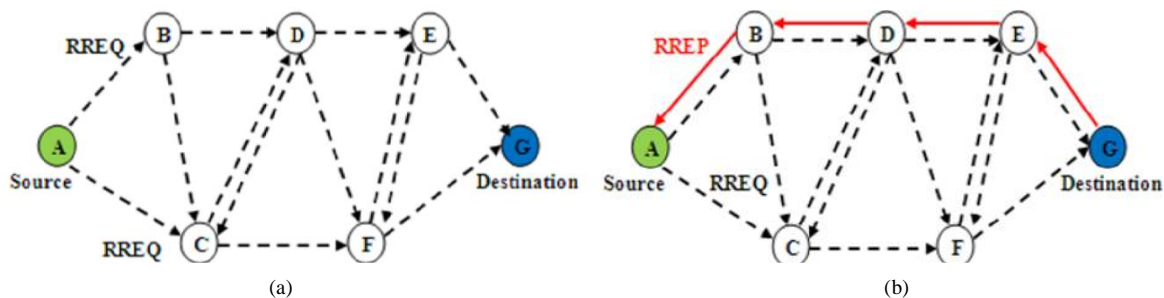 RREQ
B
D
E
A
Source
G
Destination
RREQ
C
F
(a)
RREP
B
D
E
A
Source
RREQ
G
Destination
C
F
(b)